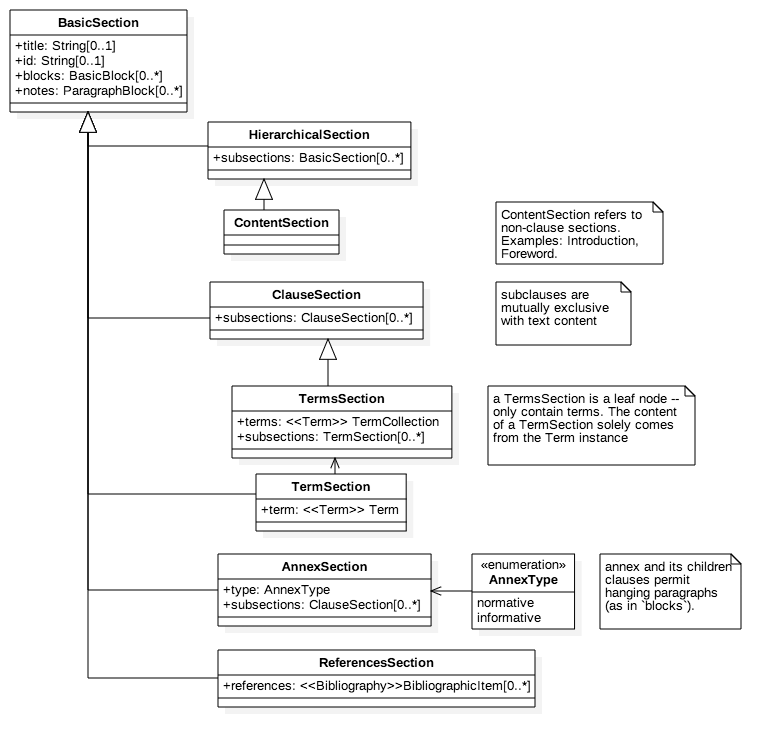 BasicSection
+title: String[0..1]
+id: String[0..1]
+blocks: BasicBlock[0..*]
+notes: ParagraphBlock[0..*]
HierarchicalSection
+subsections: BasicSection[0..*]
ContentSection
ContentSection refers to
non-clause sections.
Examples: Introduction,
Foreword.
ClauseSection
+subsections: ClauseSection[0..*]
subclauses are
mutually exclusive
with text content
TermsSection
+terms: <<Term>> TermCollection
+subsections: TermSection[0..*]
a TermsSection is a leaf node --
only contain terms. The content
of a TermSection solely comes
from the Term instance
TermSection
+term: <<Term>> Term
AnnexSection
+type: AnnexType
+subsections: ClauseSection[0..*]
«enumeration»
AnnexType
normative
informative
annex and its children
clauses permit
hanging paragraphs
(as in `blocks`).
ReferencesSection
+references: <<Bibliography>>BibliographicItem[0..*]